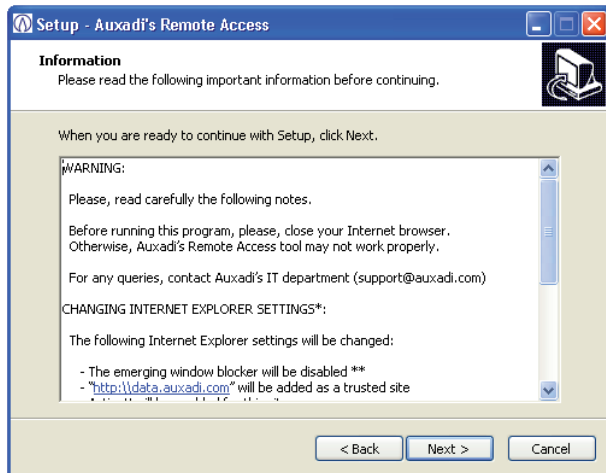 Setup - Auxadi's Remote Access
Information
Please read the following important information before continuing.
When you are ready to continue with Setup, click Next.
WARNING:
Please, read carefully the following notes.
Before running this program, please, close your Internet browser.
Otherwise, Auxadi's Remote Access tool may not work properly.
For any queries, contact Auxadi's IT department (support@auxadi.com)
CHANGING INTERNET EXPLORER SETTINGS*:
The following Internet Explorer settings will be changed:
- The emerging window blocker will be disabled **
- "http:\\data.auxadi.com" will be added as a trusted site
< Back
Next >
Cancel